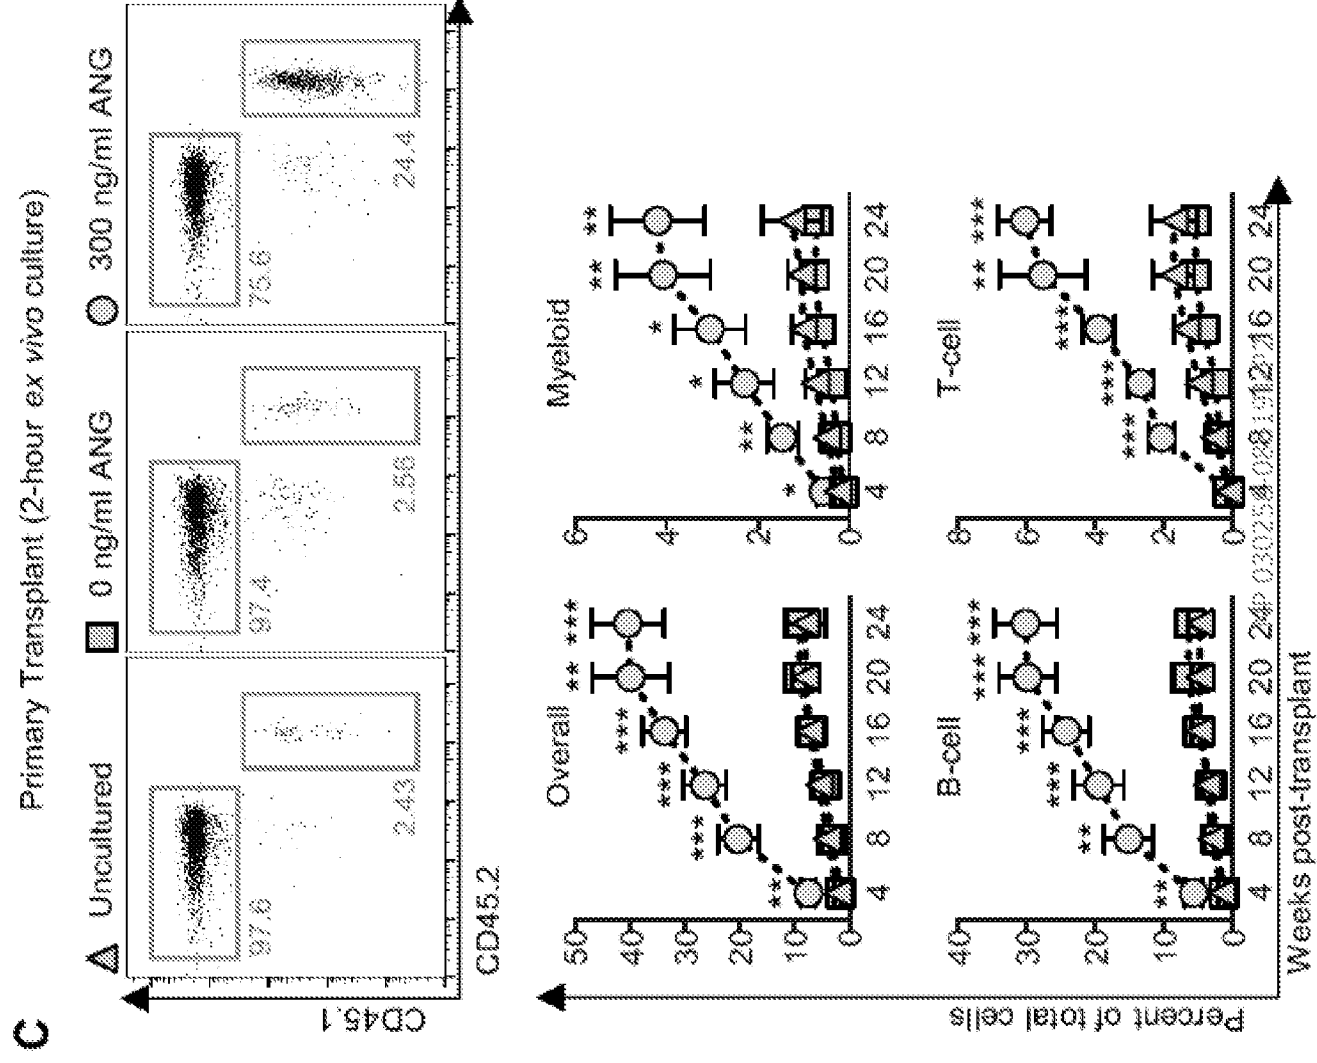 C
Primary Transplant (2-hour ex vivo culture)
Uncultured
0 ng/ml ANG
300 ng/ml ANG
CD45.1
97.6
2.43
97.4
2.56
75.6
24.4
CD45.2
Percent of total cells
Overall
50
40
30
20
10
0
** *** *** *** *** ** ***
4 8 12 16 20 24
Myeloid
6
4
2
0
* ** * * ** **
4 8 12 16 20 24
B-cell
40
30
20
10
0
** ** *** *** *** ***
4 8 12 16 20 24
T-cell
8
6
4
2
0
*** *** **** ** ***
4 8 12 16 20 24
Weeks post-transplant